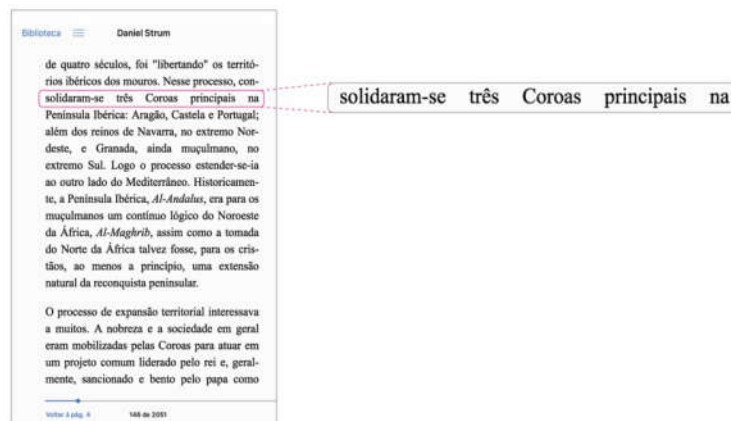 Biblioteca
Daniel Strum
de quatro séculos, foi "libertando" os territó-
rios ibéricos dos mouros. Nesse processo, con-
solidaram-se três Coroas principais na
Península Ibérica: Aragão, Castela e Portugal;
além dos reinos de Navarra, no extremo Nor-
deste, e Granada, ainda muçulmano, no
extremo Sul. Logo o processo estender-se-ia
ao outro lado do Mediterrâneo. Historicamen-
te, a Península Ibérica, Al-Andalus, era para os
muçulmanos um contínuo lógico do Noroeste
da África, Al-Maghrib, assim como a tomada
do Norte da África talvez fosse, para os cris-
tãos, ao menos a princípio, uma extensão
natural da reconquista peninsular.
O processo de expansão territorial interessava
a muitos. A nobreza e a sociedade em geral
eram mobilizadas pelas Coroas para atuar em
um projeto comum liderado pelo rei e, geral-
mente, sancionado e bento pelo papa como
Voltar à pág. 6
146 de 2051
solidaram-se três Coroas principais na